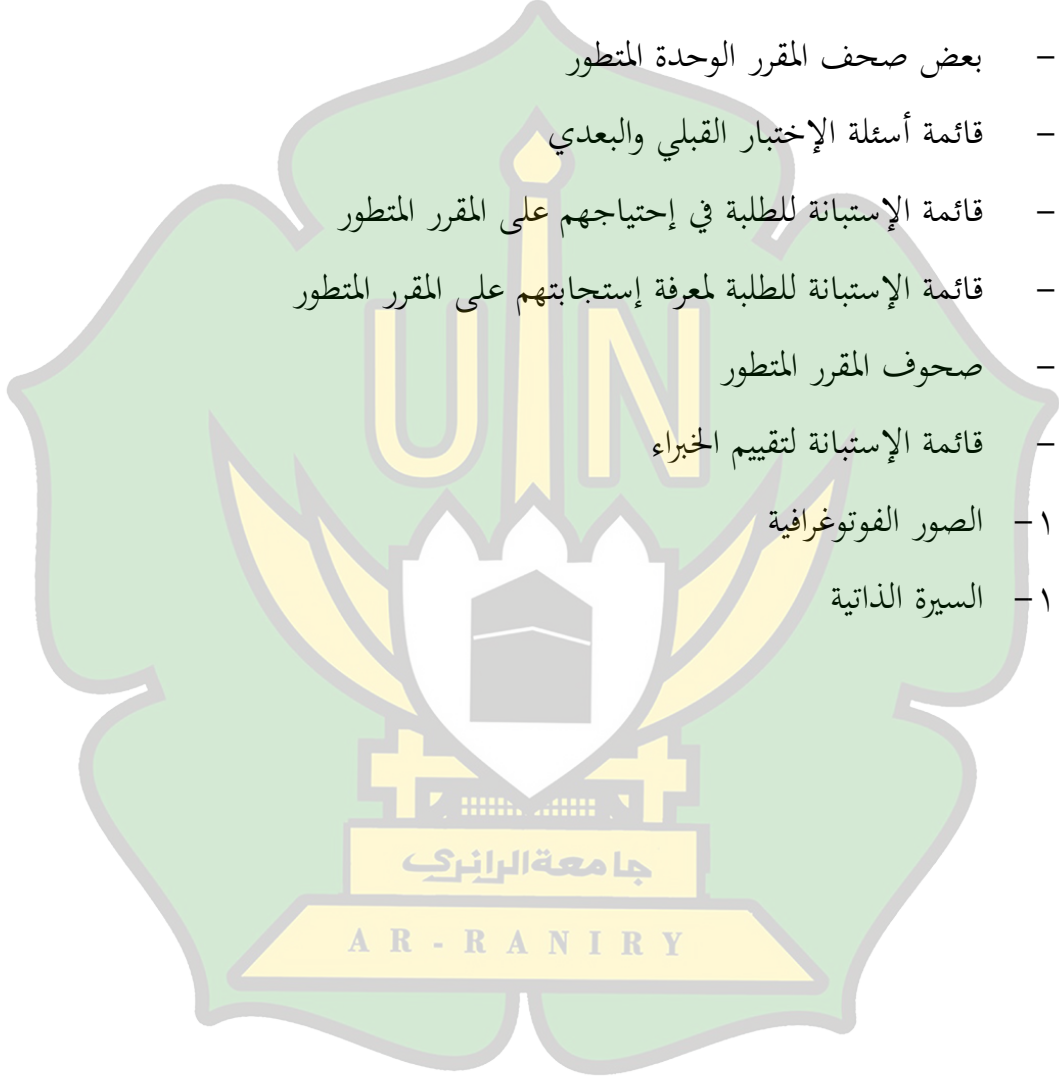 - بعض صحف المقرر الوحدة المتطور
- قائمة أسئلة الإختبار القبلي والبعدي
- قائمة الإستبانة للطلبة في إحتياجهم على المقرر المتطور
- قائمة الإستبانة للطلبة لمعرفة إستجابتهم على المقرر المتطور
- صحوف المقرر المتطور
- قائمة الإستبانة لتقييم الخبراء
١- الصور الفوتوغرافية
١- السيرة الذاتية
UIN
جامعة الرانري
AR-RANIRY